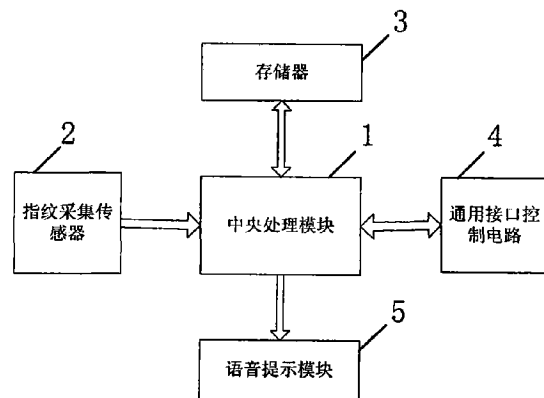 3
存储器
2
1
4
指纹采集传
感器
中央处理模块
通用接口控
制电路
5
语音提示模块